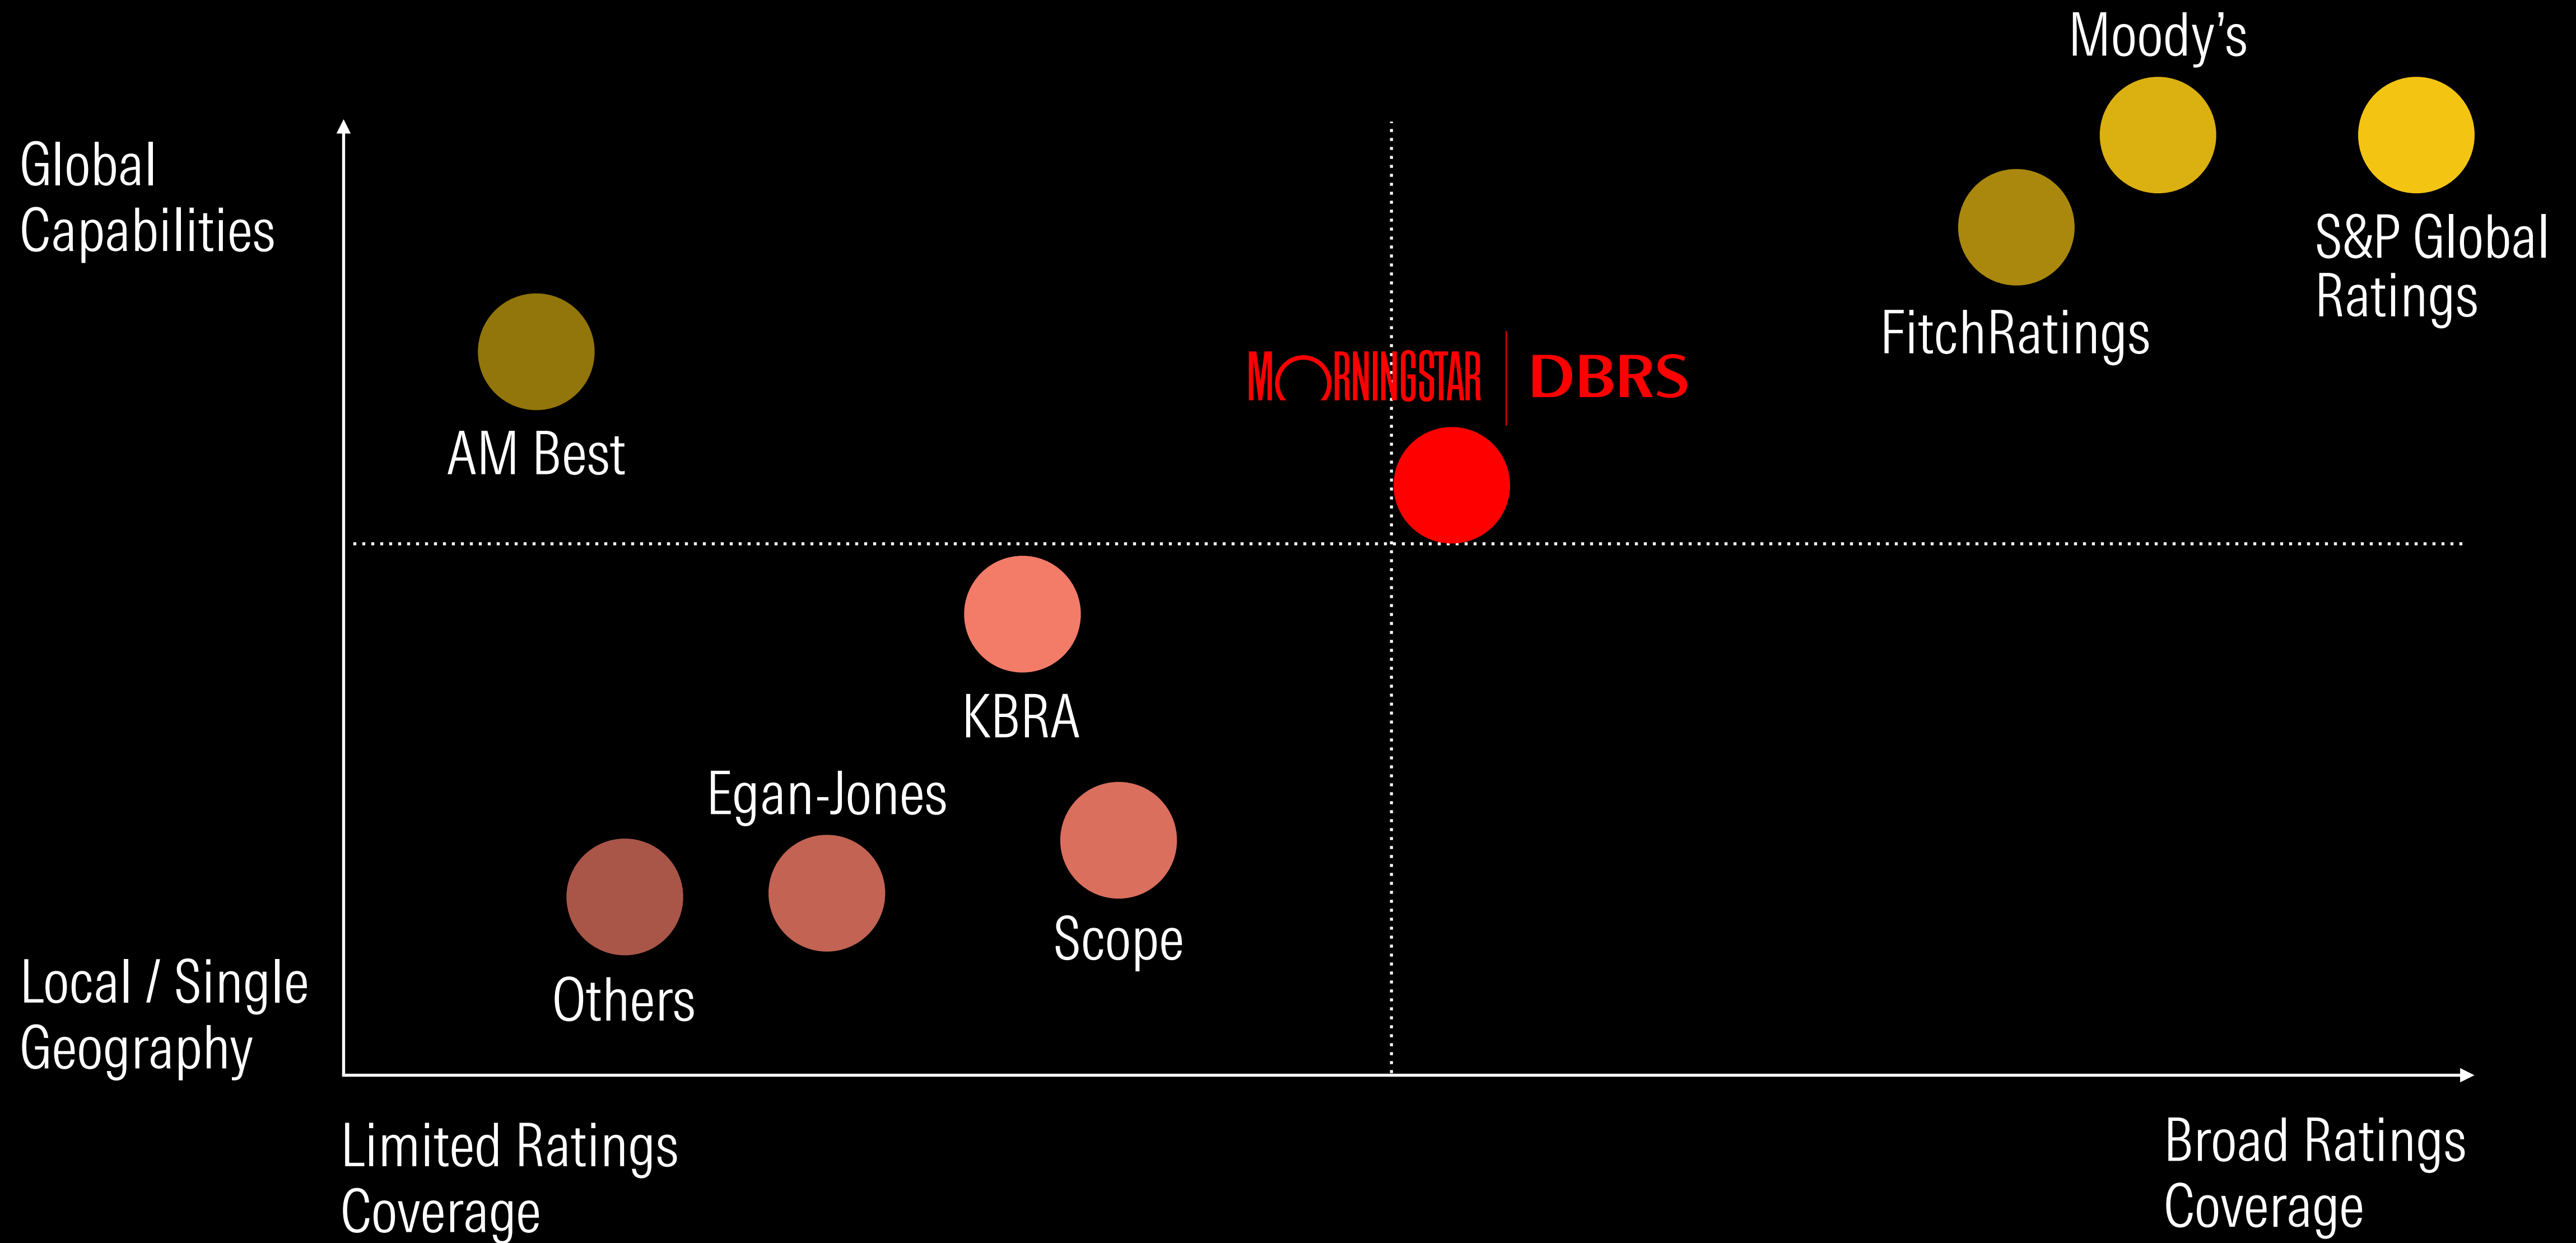 Moody's
Global
Capabilities
S&P Global
Ratings
FitchRatings
MORNINGSTAR | DBRS
AM Best
KBRA
Egan-Jones
Scope
Others
Local / Single
Geography
Limited Ratings
Coverage
Broad Ratings
Coverage